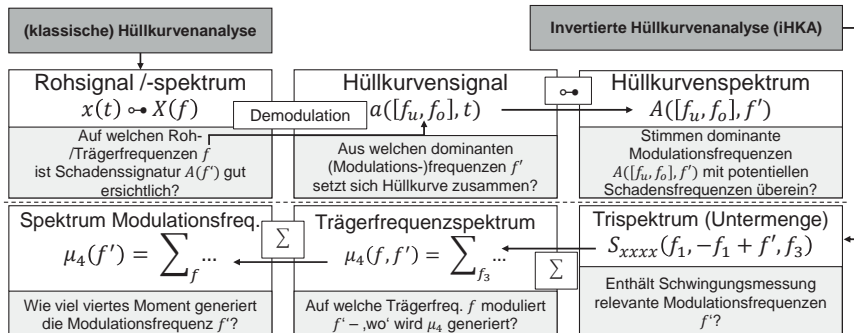 (klassische) Hüllkurvenanalyse
Invertierte Hüllkurvenanalyse (iHKA)
Rohsignal /-spektrum
x(t) ⊶ X(f)
Auf welchen Roh-
/Trägerfrequenzen f
ist Schadenssignatur A(f') gut
ersichtlich?
Demodulation
Hüllkurvensignal
a([f_u, f_o], t)
Aus welchen dominanten
(Modulations-)frequenzen f'
setzt sich Hüllkurve zusammen?
⊶
Hüllkurvenspektrum
A([f_u, f_o], f')
Stimmen dominante
Modulationsfrequenzen
A([f_u, f_o], f') mit potentiellen
Schadensfrequenzen überein?
Spektrum Modulationsfreq.
μ_4(f') = ∑_f ...
Wie viel viertes Moment generiert
die Modulationsfrequenz f'?
∑
Trägerfrequenzspektrum
μ_4(f, f') = ∑_{f_3} ...
Auf welche Trägerfreq. f moduliert
f' – ‚wo' wird μ_4 generiert?
∑
Trispektrum (Untermenge)
S_{xxxx}(f_1, -f_1 + f', f_3)
Enthält Schwingungsmessung
relevante Modulationsfrequenzen
f'?